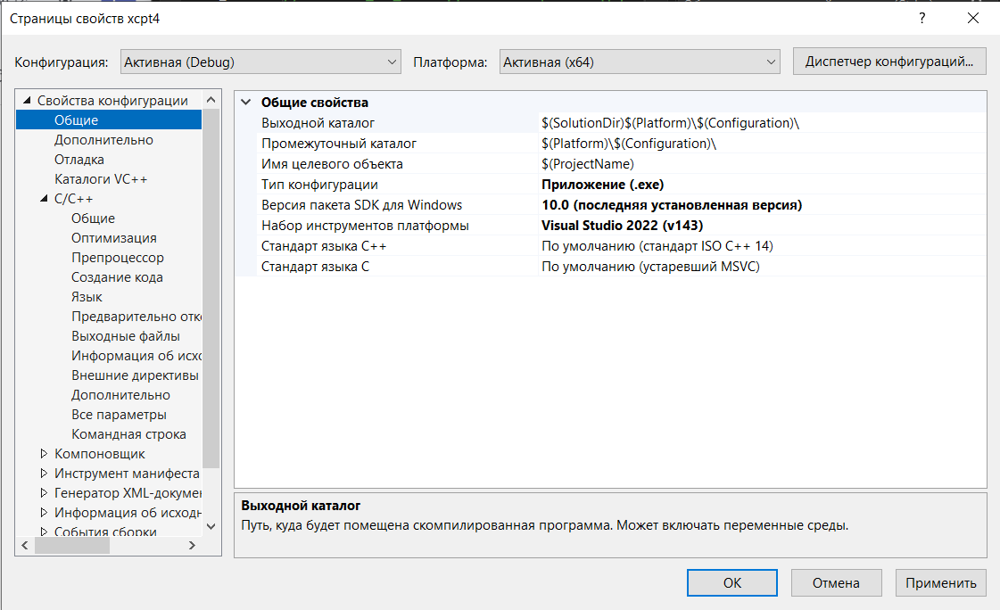 Страницы свойств xcpt4
?
Конфигурация: Активная (Debug) Платформа: Активная (x64) Диспетчер конфигураций...
Свойства конфигурации
Общие
Дополнительно
Отладка
Каталоги VC++
C/C++
Общие
Оптимизация
Препроцессор
Создание кода
Язык
Предварительно отк
Выходные файлы
Информация об исх
Внешние директивы
Дополнительно
Все параметры
Командная строка
Компоновщик
Инструмент манифеста
Генератор XML-докумен
Информация об исходн
События сборки
Общие свойства
Выходной каталог $(SolutionDir)$(Platform)\$(Configuration)\
Промежуточный каталог $(Platform)\$(Configuration)\
Имя целевого объекта $(ProjectName)
Тип конфигурации Приложение (.exe)
Версия пакета SDK для Windows 10.0 (последняя установленная версия)
Набор инструментов платформы Visual Studio 2022 (v143)
Стандарт языка C++ По умолчанию (стандарт ISO C++ 14)
Стандарт языка C По умолчанию (устаревший MSVC)
Выходной каталог
Путь, куда будет помещена скомпилированная программа. Может включать переменные среды.
ОК Отмена Применить